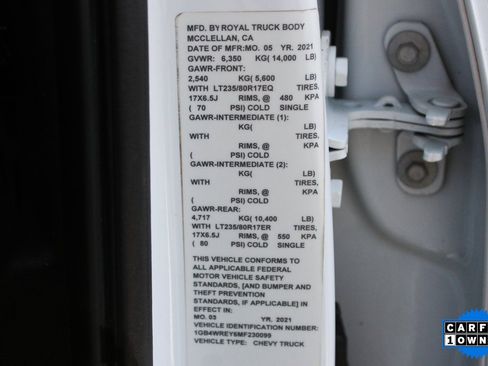 MFD. BY ROYAL TRUCK BODY
MCCLELLAN, CA
DATE OF MFR: MO. 05 YR. 2021
GVWR: 6,350 KG( 14,000 LB)
GAWR-FRONT:
2,540 KG( 5,600 LB)
WITH LT235/80R17EQ TIRES,
17X6.5J RIMS, @ 480 KPA
( 70 PSI) COLD SINGLE
GAWR-INTERMEDIATE (1):
KG( LB)
WITH TIRES,
RIMS, @ KPA
( PSI) COLD
GAWR-INTERMEDIATE (2):
KG( LB)
WITH TIRES,
RIMS, @ KPA
( PSI) COLD
GAWR-REAR:
4,717 KG( 10,400 LB)
WITH LT235/80R17ER TIRES,
17X6.5J RIMS, @ 550 KPA
( 80 PSI) COLD SINGLE
THIS VEHICLE CONFORMS TO
ALL APPLICABLE FEDERAL
MOTOR VEHICLE SAFETY
STANDARDS, [AND BUMPER AND
THEFT PREVENTION
STANDARDS, IF APPLICABLE] IN
EFFECT IN:
MO. 05 YR. 2021
VEHICLE IDENTIFICATION NUMBER:
1GB4WREY6MF230099
VEHICLE TYPE: CHEVY TRUCK
CARF
1 OWN